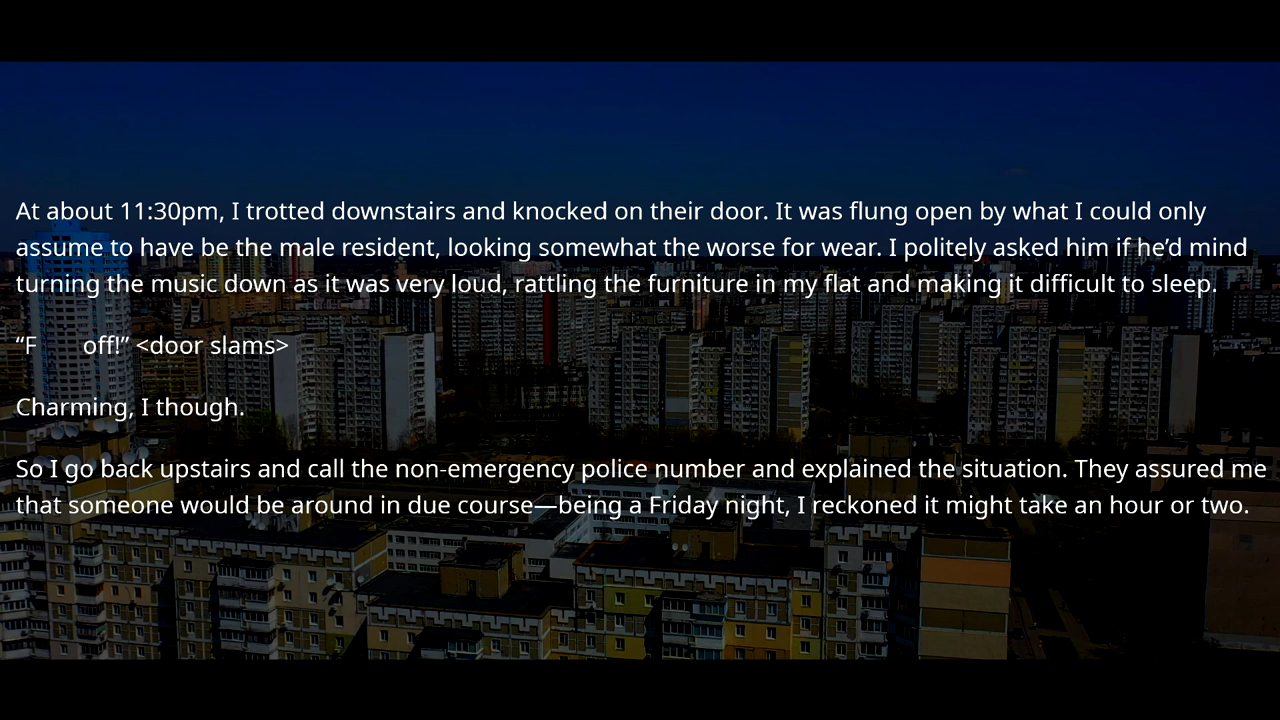 At about 11:30pm, I trotted downstairs and knocked on their door. It was flung open by what I could only
assume to have be the male resident, looking somewhat the worse for wear. I politely asked him if he’d mind
turning the music down as it was very loud, rattling the furniture in my flat and making it difficult to sleep.
“F off!” <door slams>
Charming, I though.
So I go back upstairs and call the non-emergency police number and explained the situation. They assured me
that someone would be around in due course—being a Friday night, I reckoned it might take an hour or two.